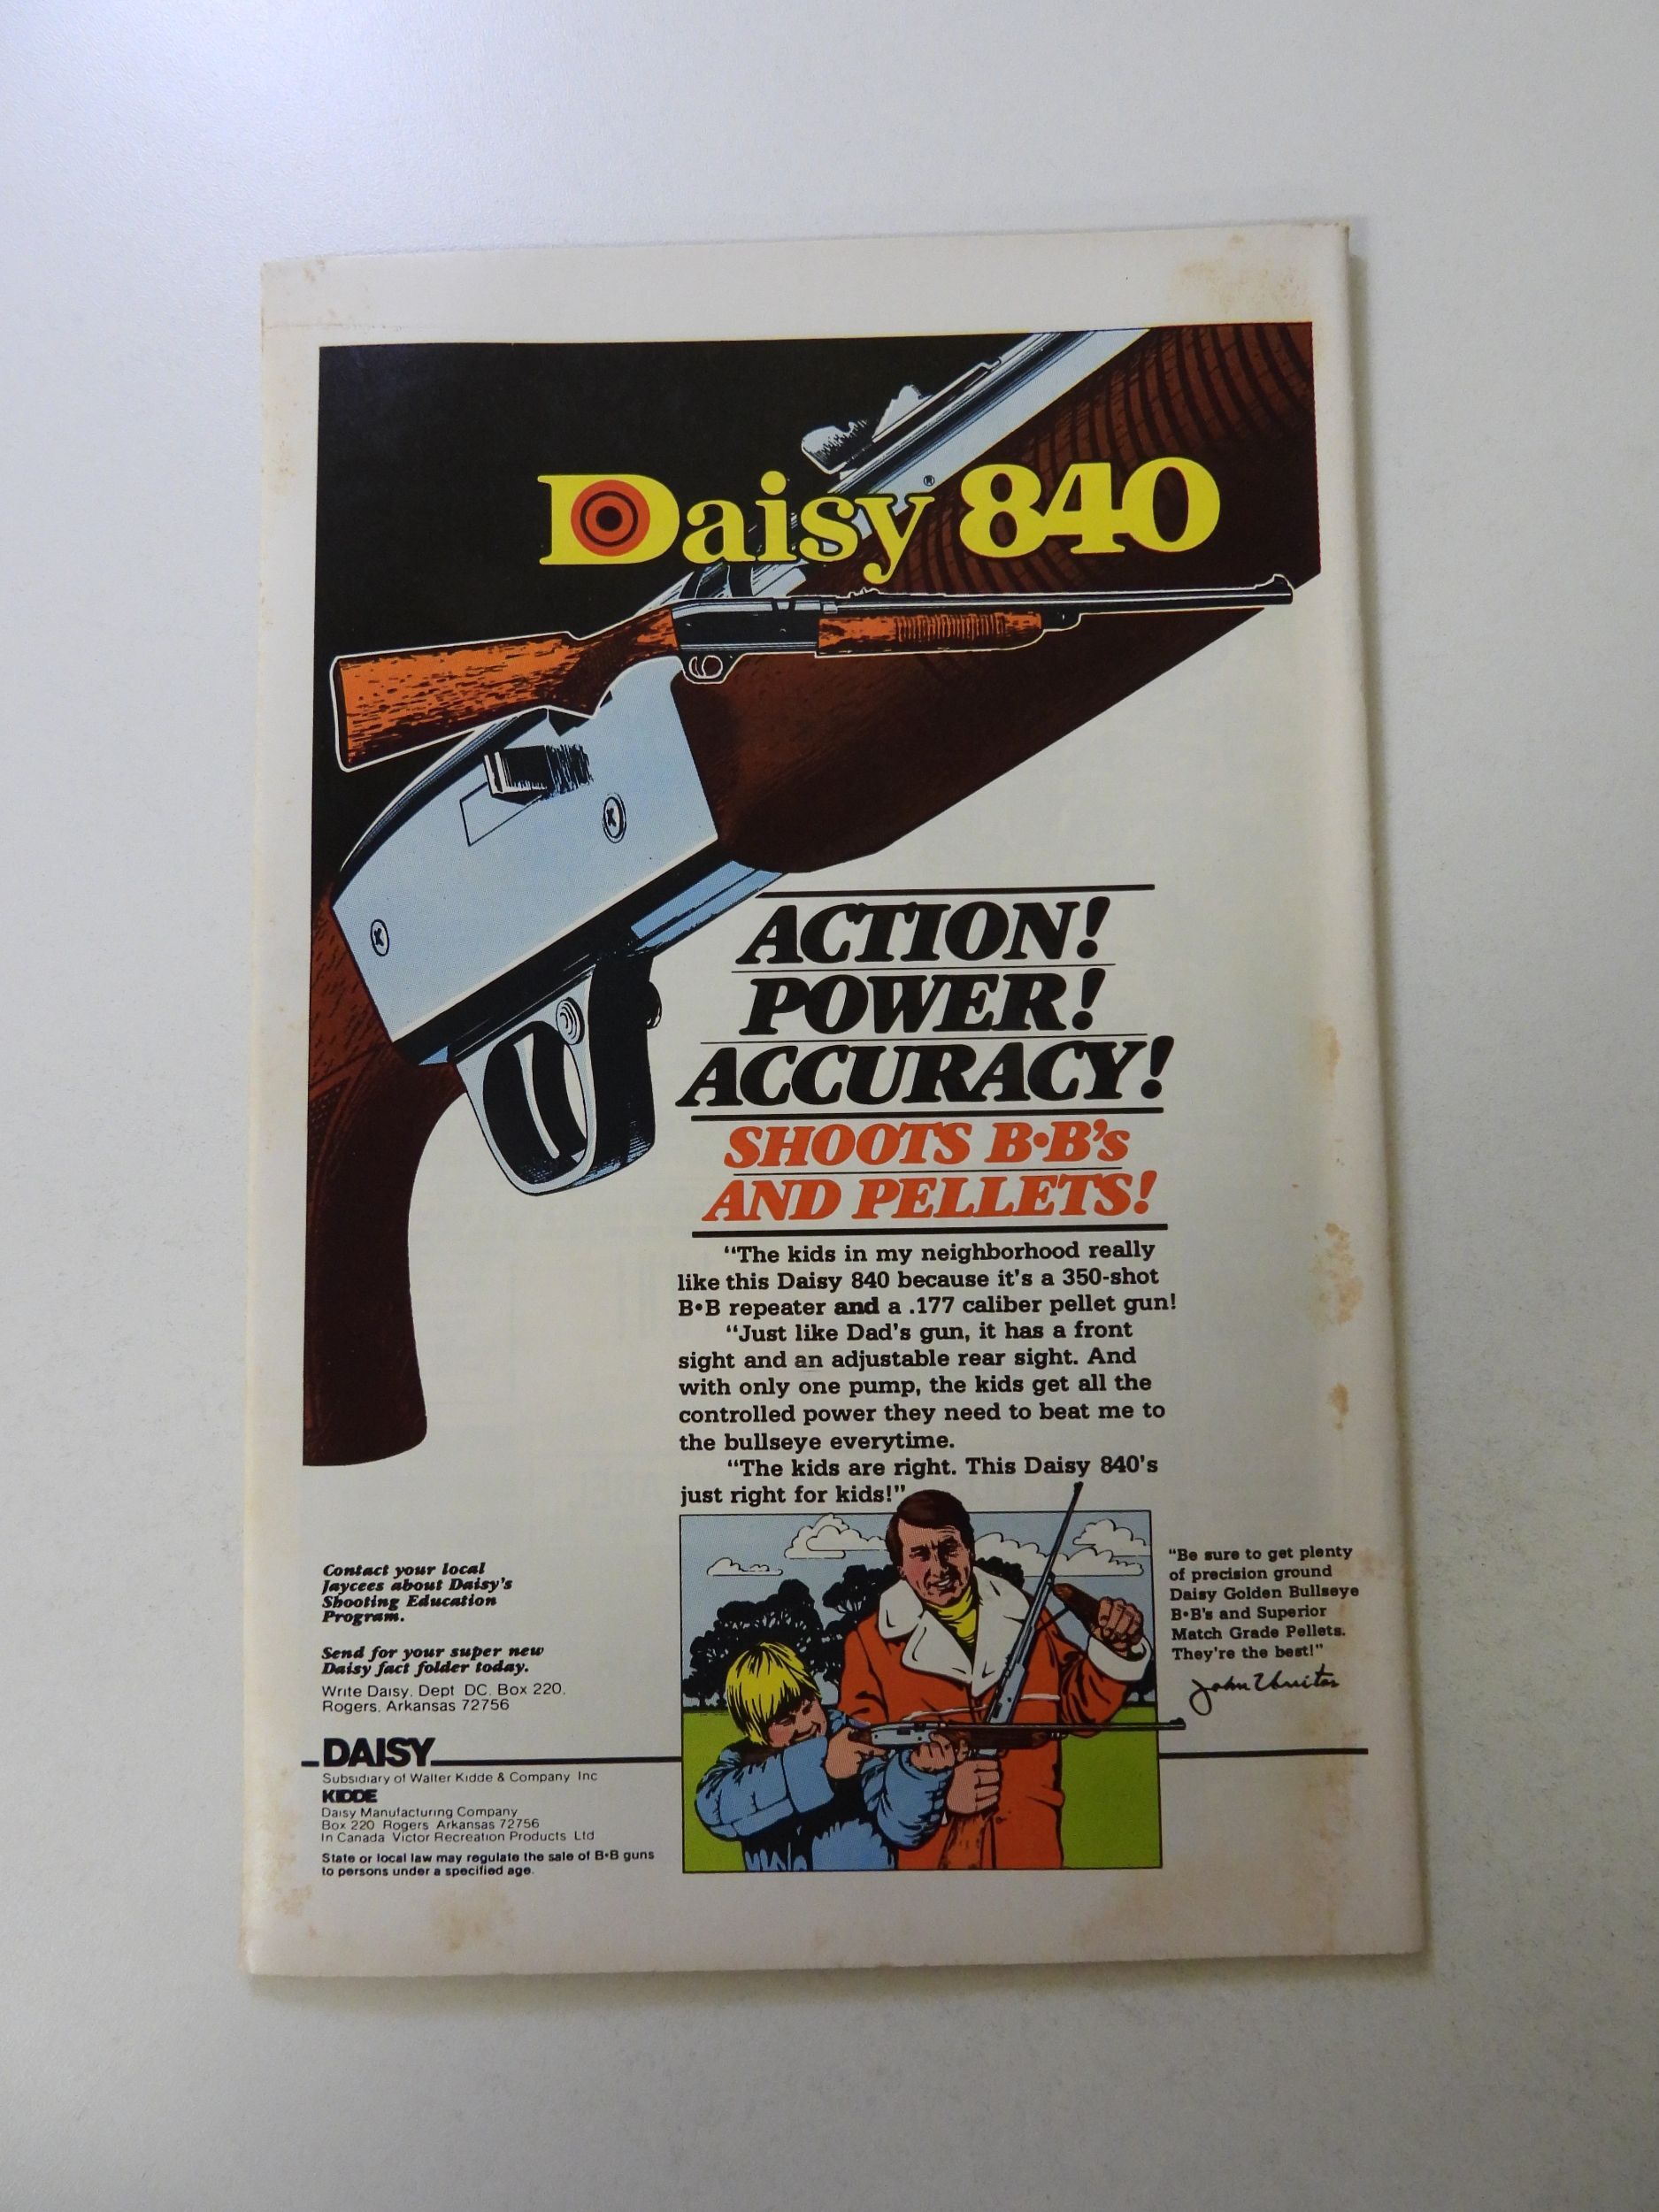 Daisy® 840
ACTION!
POWER!
ACCURACY!
SHOOTS B•B's
AND PELLETS!
“The kids in my neighborhood really
like this Daisy 840 because it's a 350-shot
B•B repeater and a .177 caliber pellet gun!
“Just like Dad's gun, it has a front
sight and an adjustable rear sight. And
with only one pump, the kids get all the
controlled power they need to beat me to
the bullseye everytime.
“The kids are right. This Daisy 840's
just right for kids!”
“Be sure to get plenty
of precision ground
Daisy Golden Bullseye
B•B's and Superior
Match Grade Pellets.
They're the best!”
John Unitas
Contact your local
Jaycees about Daisy's
Shooting Education
Program.
Send for your super new
Daisy fact folder today.
Write Daisy, Dept DC, Box 220,
Rogers, Arkansas 72756
DAISY
Subsidiary of Walter Kidde & Company Inc
KIDDE
Daisy Manufacturing Company
Box 220 Rogers Arkansas 72756
In Canada Victor Recreation Products Ltd
State or local law may regulate the sale of B•B guns
to persons under a specified age.